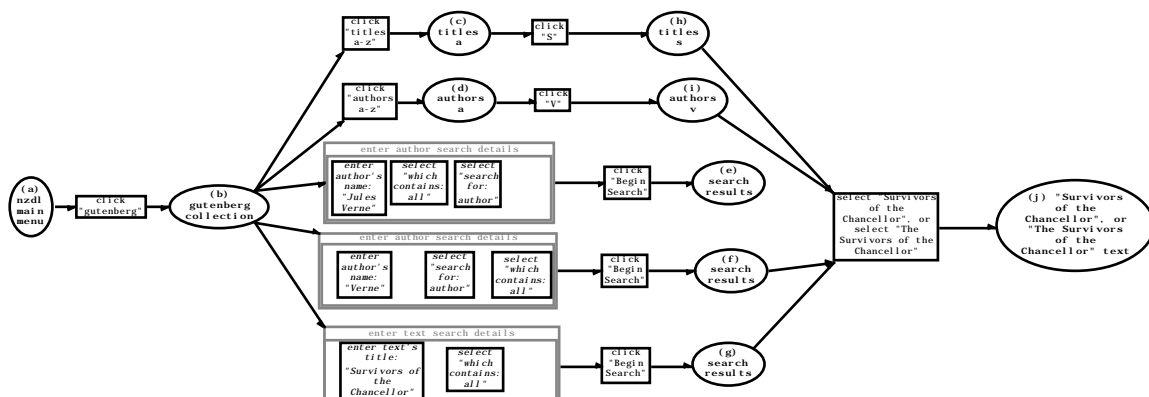 (a)
nzdl
main
menu
click
"gutenberg"
(b)
gutenberg
collection
click
"titles
a-z"
(c)
titles
a
click
"S"
(h)
titles
s
click
"authors
a-z"
(d)
authors
a
click
"V"
(i)
authors
v
enter author search details
enter
author's
name:
"Jules
Verne"
select
"which
contains:
all"
select
"search
for:
author"
click
"Begin
Search"
(e)
search
results
enter author search details
enter
author's
name:
"Verne"
select
"search
for:
author"
select
"which
contains:
all"
click
"Begin
Search"
(f)
search
results
enter text search details
enter text's
title:
"Survivors of
the
Chancellor"
select
"which
contains:
all"
click
"Begin
Search"
(g)
search
results
select "Survivors
of the
Chancellor", or
select "The
Survivors of the
Chancellor"
(j) "Survivors
of the
Chancellor", or
"The Survivors
of the
Chancellor" text